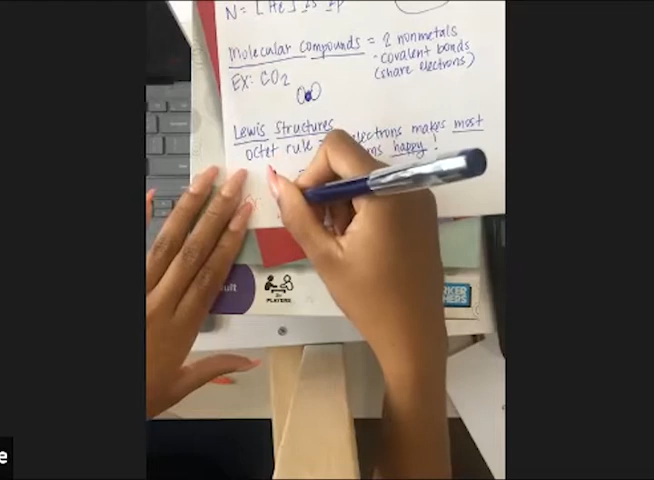 N = [He] 2s 2p
Molecular Compounds = 2 nonmetals
· covalent bonds
(share electrons)
EX: CO2
Lewis Structures
octet rule = electrons makes most
happy!
ult
PLAYERS